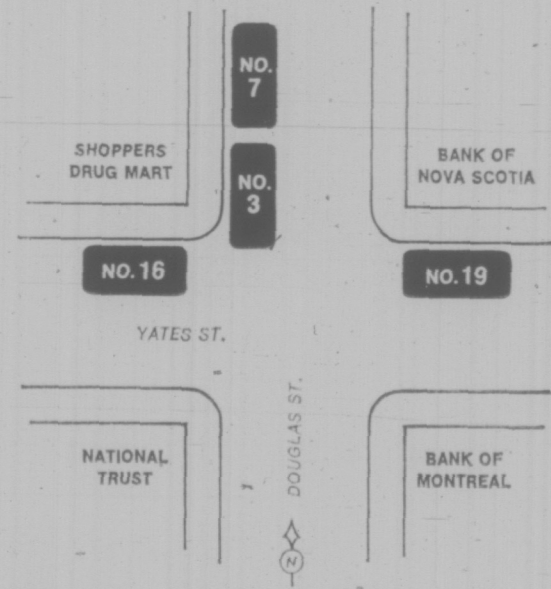 NO.
7
SHOPPERS
DRUG MART
BANK OF
NOVA SCOTIA
NO.
3
NO. 16
NO. 19
YATES ST.
DOUGLAS ST.
NATIONAL
TRUST
BANK OF
MONTREAL
N